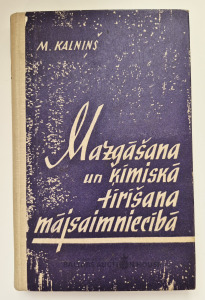 M. KALNIŅŠ
Mazgāšana
un ķīmiskā
tīrīšana
mājsaimniecībā